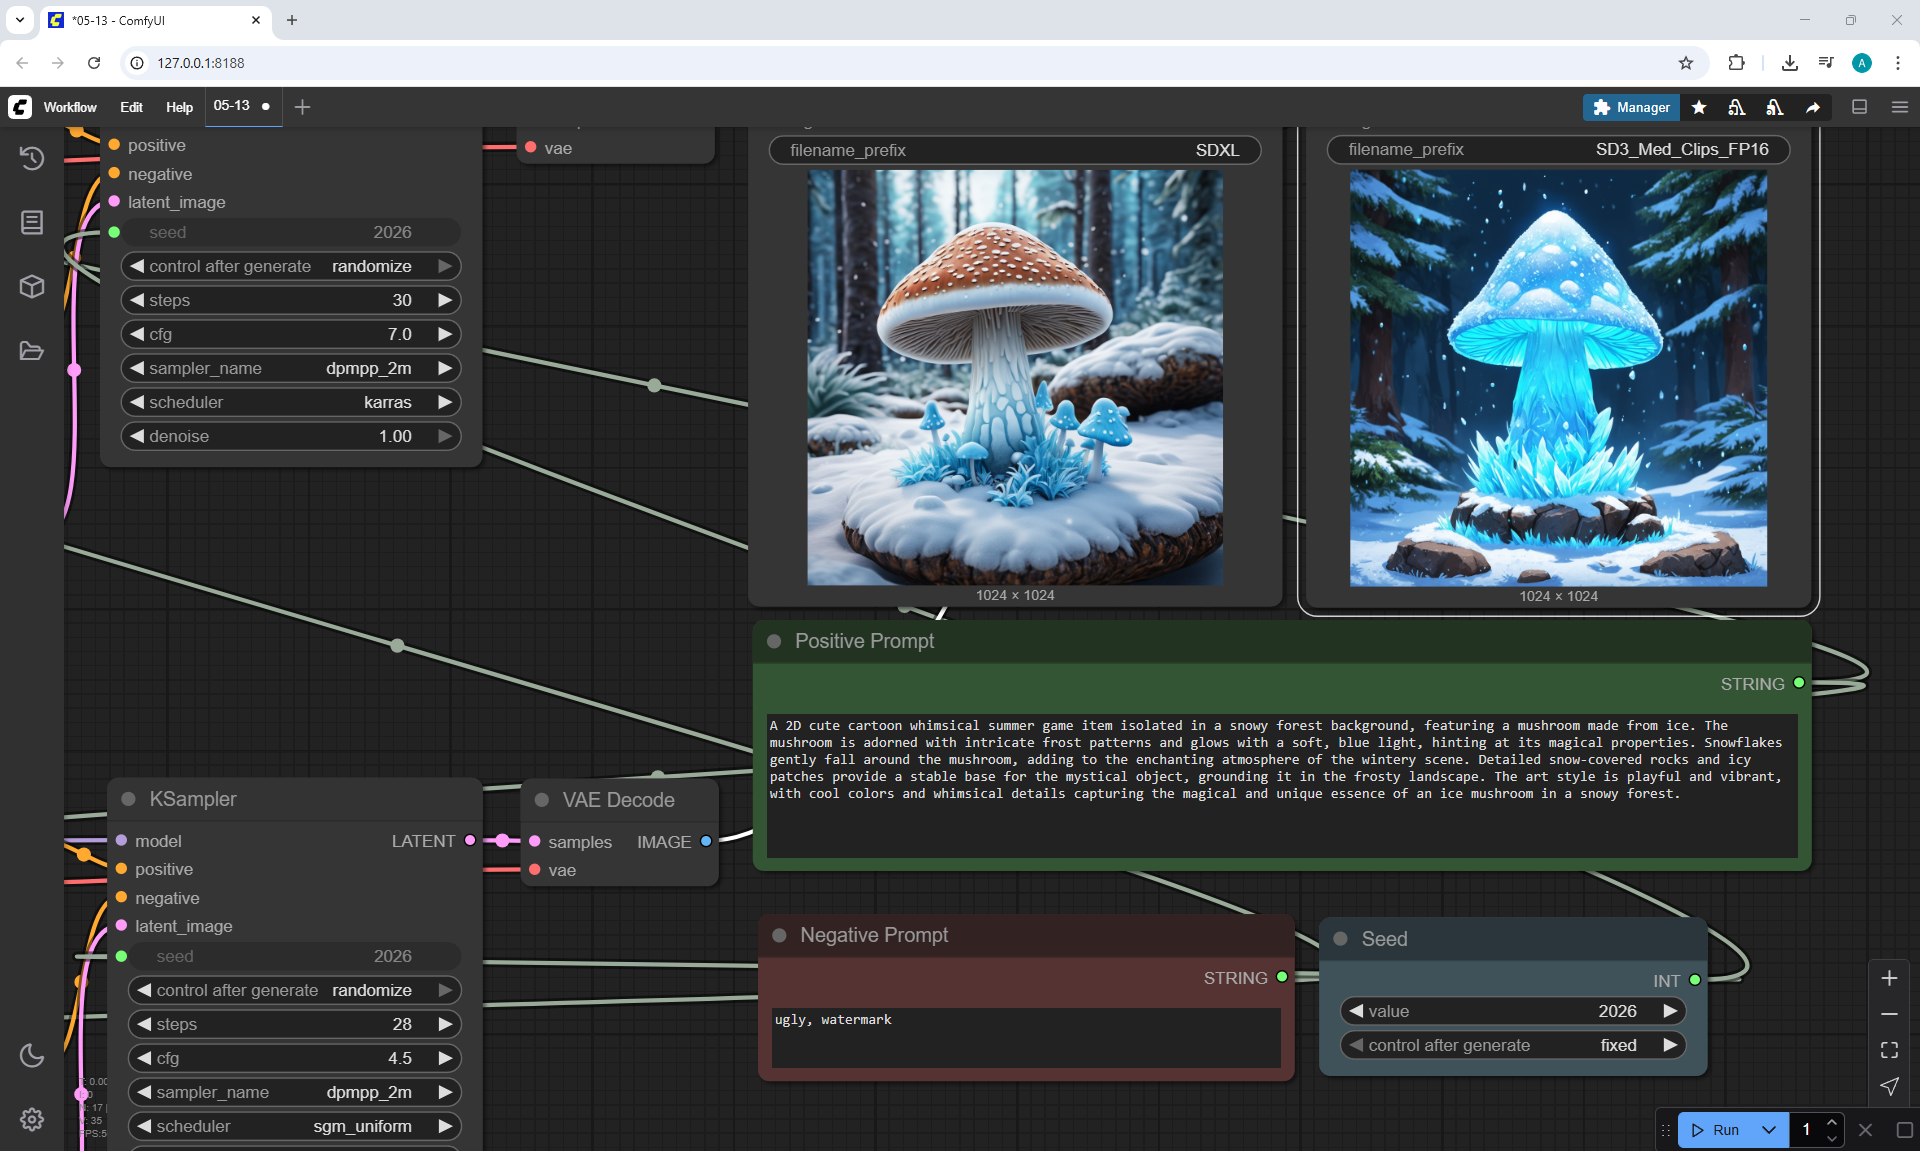 *05-13 - ComfyUI
127.0.0.1:8188
A
Workflow Edit Help 05-13
Manager
positive
negative
latent_image
seed 2026
control after generate randomize
steps 30
cfg 7.0
sampler_name dpmpp_2m
scheduler karras
denoise 1.00
vae
filename_prefix SDXL
1024 × 1024
filename_prefix SD3_Med_Clips_FP16
1024 × 1024
Positive Prompt
STRING
A 2D cute cartoon whimsical summer game item isolated in a snowy forest background, featuring a mushroom made from ice. The
mushroom is adorned with intricate frost patterns and glows with a soft, blue light, hinting at its magical properties. Snowflakes
gently fall around the mushroom, adding to the enchanting atmosphere of the wintery scene. Detailed snow-covered rocks and icy
patches provide a stable base for the mystical object, grounding it in the frosty landscape. The art style is playful and vibrant,
with cool colors and whimsical details capturing the magical and unique essence of an ice mushroom in a snowy forest.
KSampler
model LATENT
positive
negative
latent_image
seed 2026
control after generate randomize
steps 28
cfg 4.5
sampler_name dpmpp_2m
scheduler sgm_uniform
VAE Decode
samples IMAGE
vae
Negative Prompt
STRING
ugly, watermark
Seed
INT
value 2026
control after generate fixed
Run 1